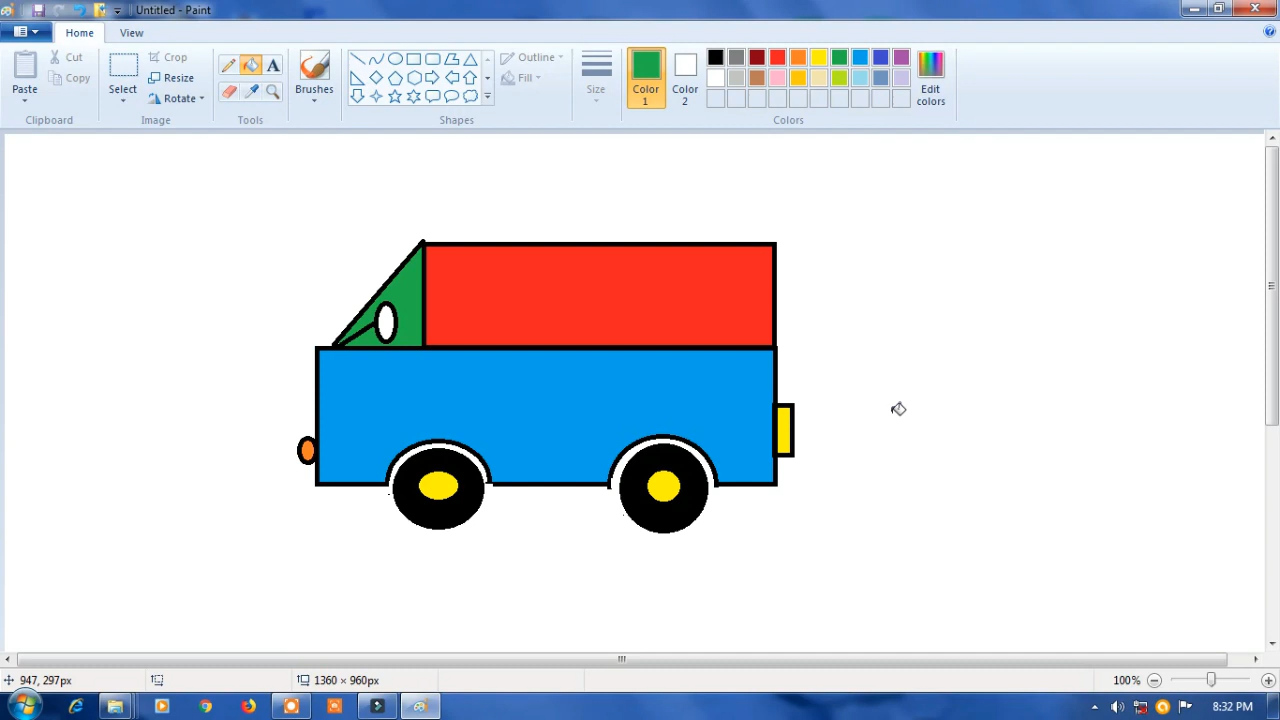 Untitled - Paint
Home View
Paste
Cut
Copy
Clipboard
Select
Crop
Resize
Rotate
Image
A
Tools
Brushes
Shapes
Outline
Fill
Size
Color 1
Color 2
Colors
Edit colors
947, 297px
1360 × 960px
100%
8:32 PM